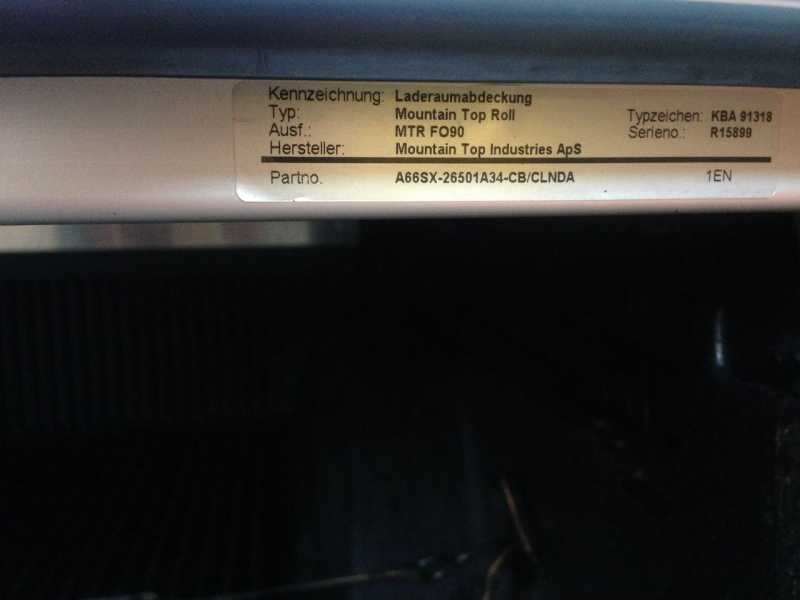 Kennzeichnung: Laderaumabdeckung
Typ: Mountain Top Roll Typzeichen: KBA 91318
Ausf.: MTR FO90 Serieno.: R15899
Hersteller: Mountain Top Industries ApS
Partno. A66SX-26501A34-CB/CLNDA 1EN